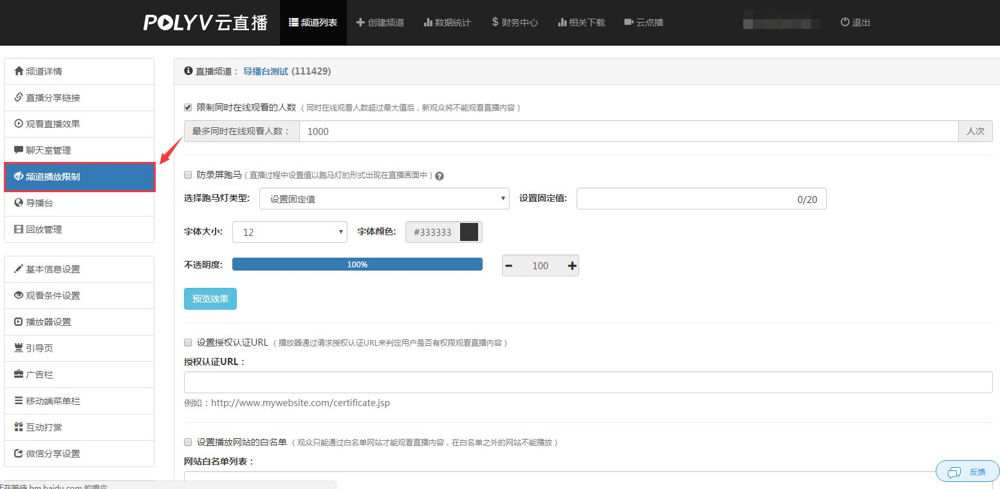 POLYV云直播 频道列表 创建频道 数据统计 $ 财务中心 相关下载 云点播 退出
频道详情
直播分享链接
观看直播效果
聊天室管理
频道播放限制
导播台
回放管理
基本信息设置
观看条件设置
播放器设置
引导页
广告栏
移动端菜单栏
互动打赏
微信分享设置
直播频道： 导播台测试 (111429)
限制同时在线观看的人数 （同时在线观看人数超过最大值后，新观众将不能观看直播内容）
最多同时在线观看人数： 1000 人次
防录屏跑马（直播过程中设置值以跑马灯的形式出现在直播画面中）?
选择跑马灯类型: 设置固定值 设置固定值: 0/20
字体大小: 12 字体颜色: #333333
不透明度: 100% 100
预览效果
设置授权认证URL （播放器通过请求授权认证URL来判定用户是否有权限观看直播内容）
授权认证URL：
例如：http://www.mywebsite.com/certificate.jsp
设置播放网站的白名单 （观众只能通过白名单网站才能观看直播内容，在白名单之外的网站不能播放）
网站白名单列表：
反馈
正在等待 hm.baidu.com 的响应